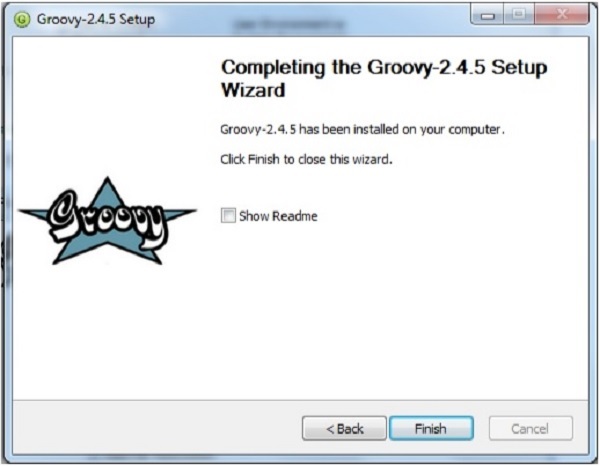 Groovy-2.4.5 Setup
Completing the Groovy-2.4.5 Setup
Wizard
Groovy-2.4.5 has been installed on your computer.
Click Finish to close this wizard.
Groovy
Show Readme
< Back
Finish
Cancel